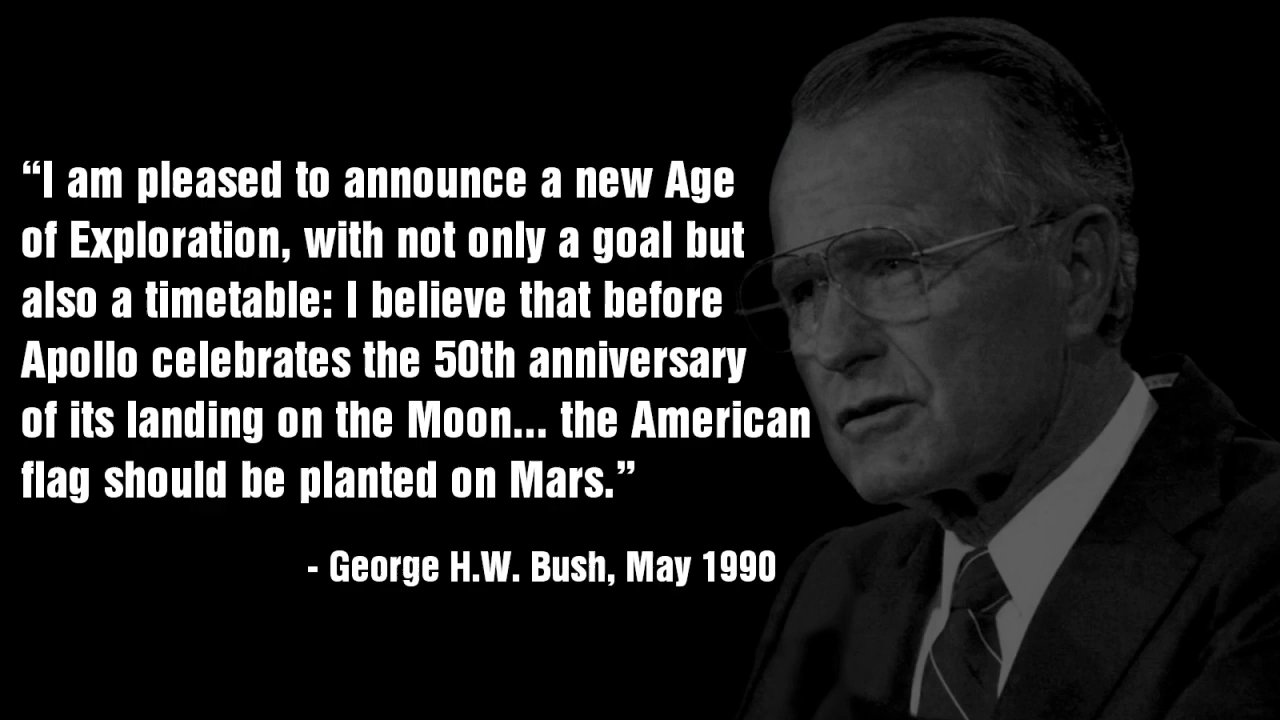 “I am pleased to announce a new Age
of Exploration, with not only a goal but
also a timetable: I believe that before
Apollo celebrates the 50th anniversary
of its landing on the Moon... the American
flag should be planted on Mars.”
- George H.W. Bush, May 1990